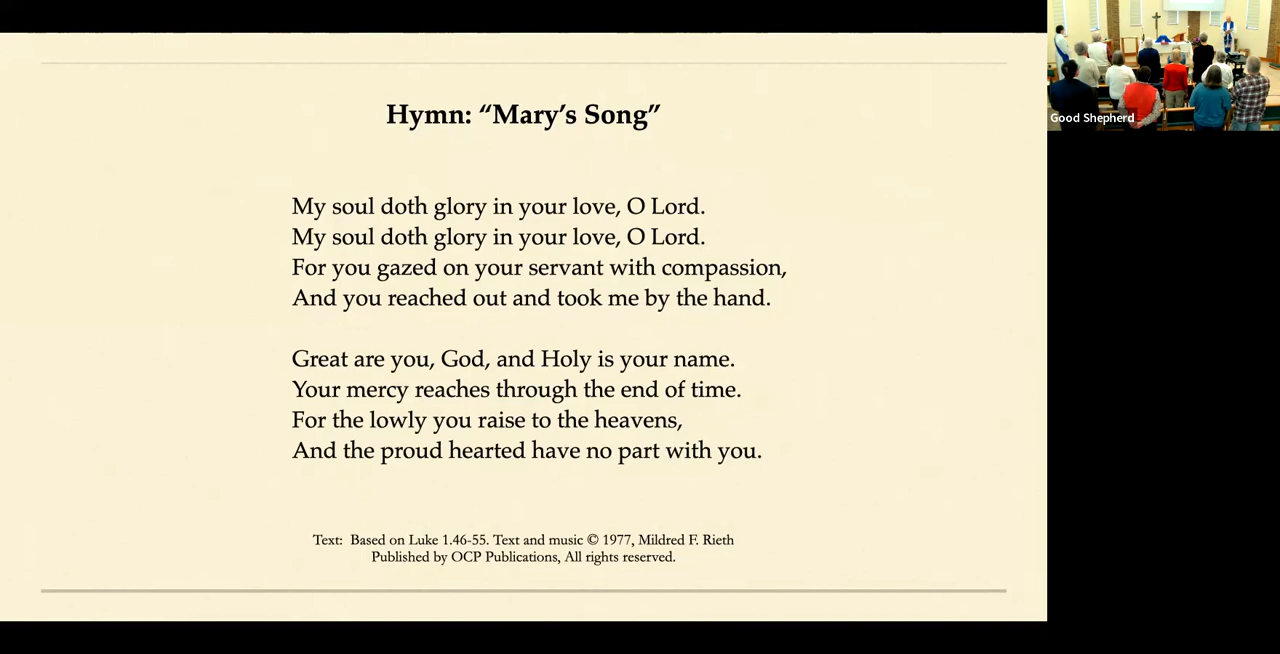 Hymn: “Mary’s Song”
My soul doth glory in your love, O Lord.
My soul doth glory in your love, O Lord.
For you gazed on your servant with compassion,
And you reached out and took me by the hand.
Great are you, God, and Holy is your name.
Your mercy reaches through the end of time.
For the lowly you raise to the heavens,
And the proud hearted have no part with you.
Text:  Based on Luke 1.46-55. Text and music © 1977, Mildred F. Rieth
Published by OCP Publications, All rights reserved.
Good Shepherd